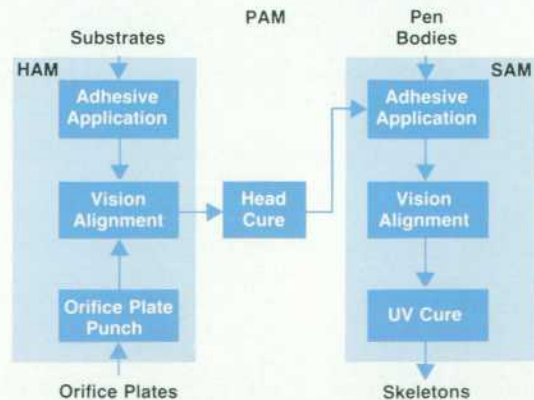 PAM
Substrates
HAM
Adhesive
Application
Vision
Alignment
Orifice Plate
Punch
Orifice Plates
Head
Cure
Pen
Bodies
SAM
Adhesive
Application
Vision
Alignment
UV Cure
Skeletons